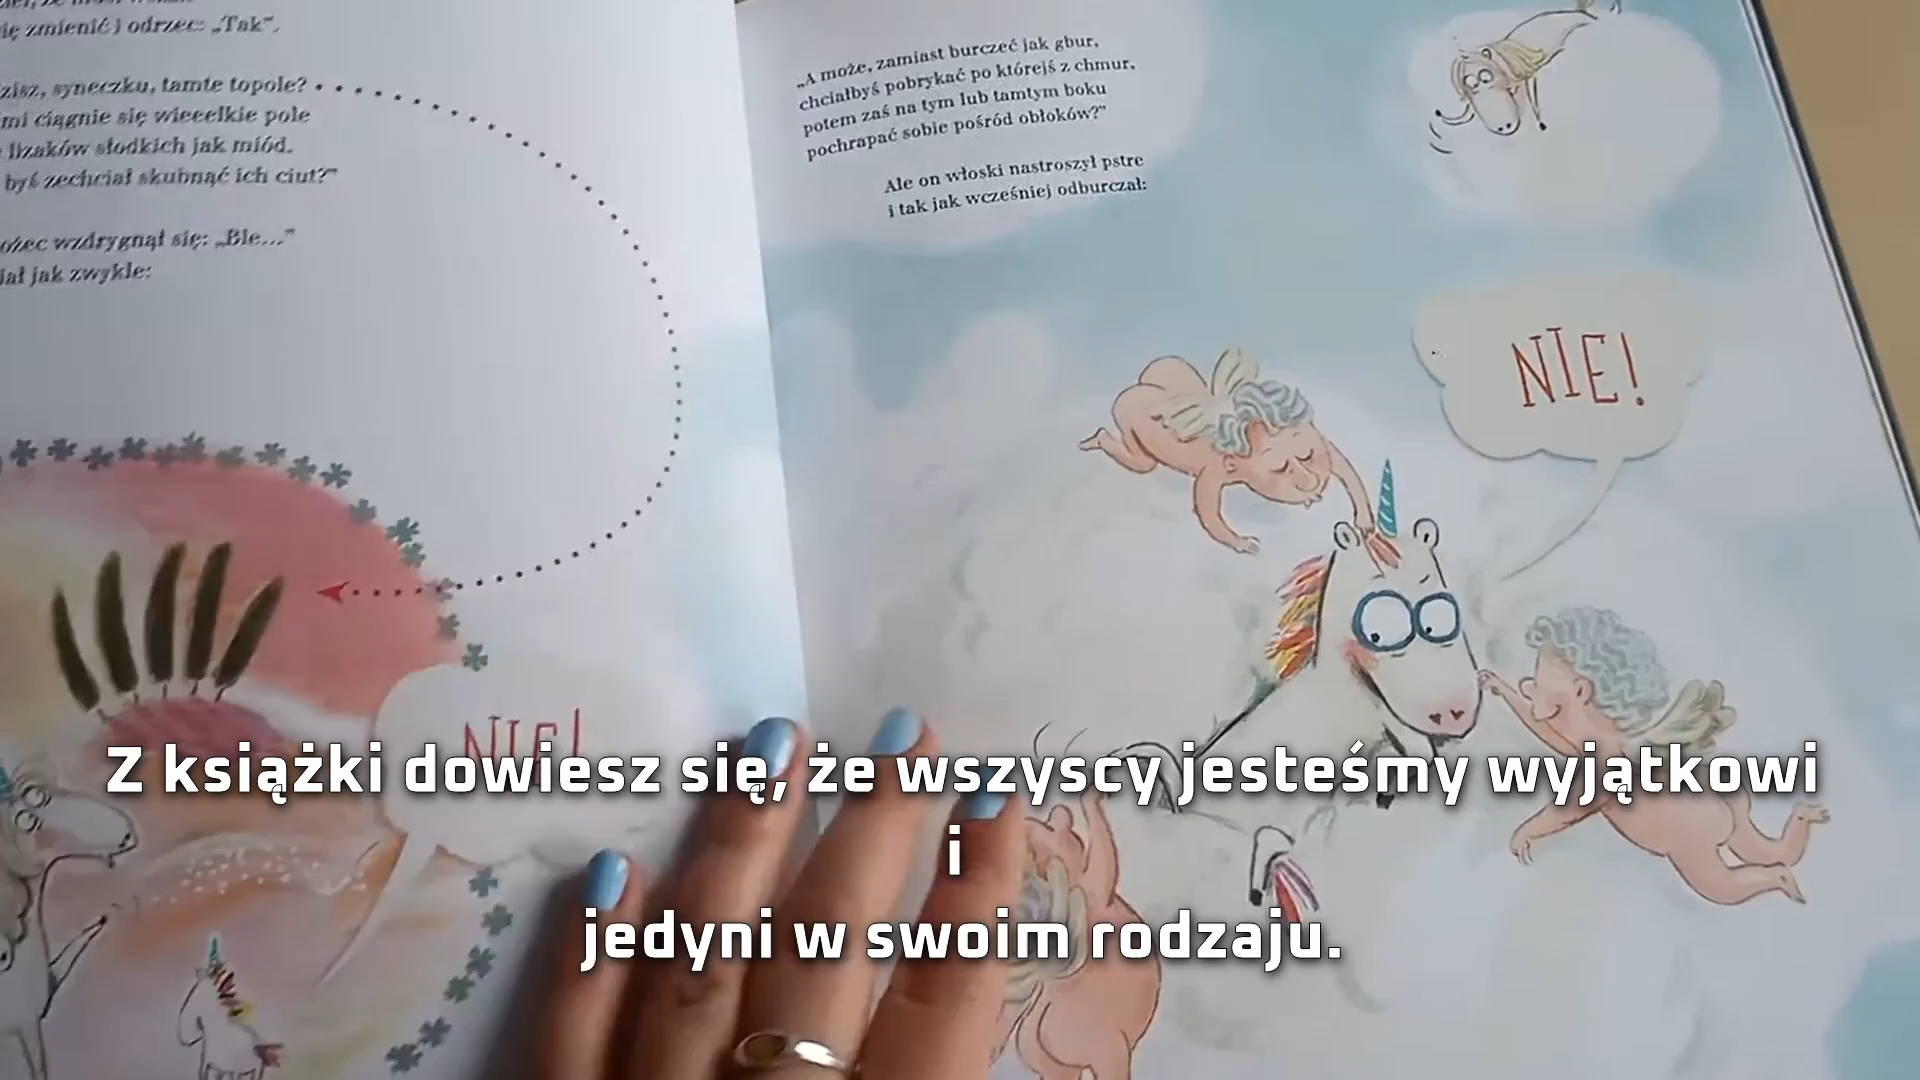 ię zmienić i odrzec: „Tak”.
zisz, syneczku, tamte topole?
mi ciągnie się wieeelkie pole
lizaków słodkich jak miód.
byś zechciał skubnąć ich ciut?”
ożec wzdrygnął się: „Ble...”
iał jak zwykle:
NIE!
„A może, zamiast burczeć jak gbur,
chciałbyś pobrykać po którejś z chmur,
potem zaś na tym lub tamtym boku
pochrapać sobie pośród obłoków?”
Ale on włoski nastroszył pstre
i tak jak wcześniej odburczał:
NIE!
Z książki dowiesz się, że wszyscy jesteśmy wyjątkowi
i
jedyni w swoim rodzaju.